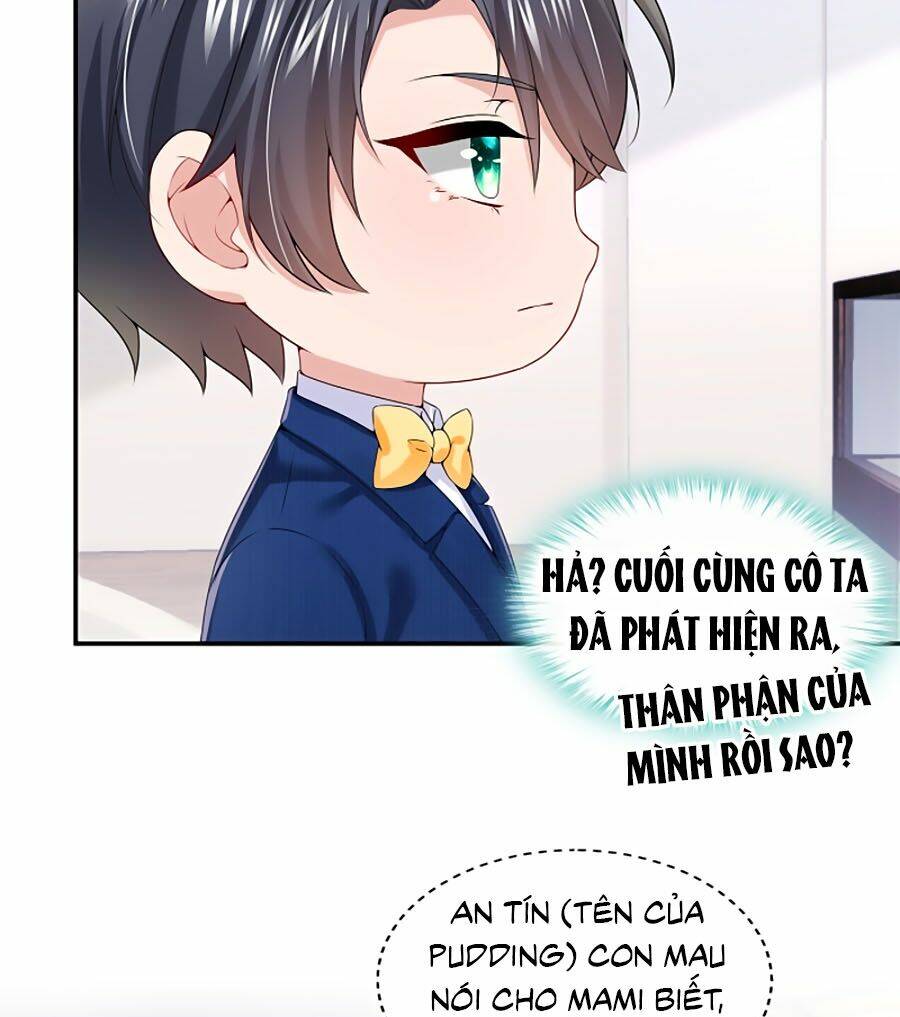 HẢ? CUỐI CÙNG CÔ TA
ĐÃ PHÁT HIỆN RA,
THÂN PHẬN CỦA
MÌNH RỒI SAO?
AN TÍN (TÊN CỦA
PUDDING) CON MAU
NÓI CHO MAMI BIẾT,